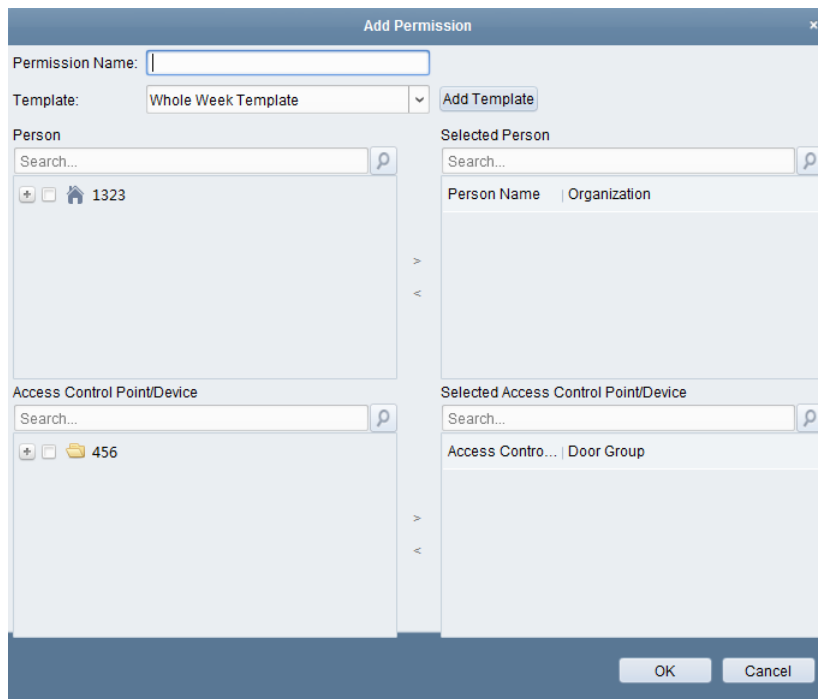 Add Permission
Permission Name:
Template: Whole Week Template Add Template
Person
Search...
1323
Selected Person
Search...
Person Name Organization
>
<
Access Control Point/Device
Search...
456
Selected Access Control Point/Device
Search...
Access Contro... Door Group
>
<
OK Cancel